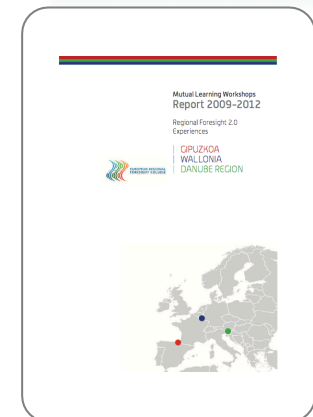 Mutual Learning Workshops
Report 2009-2012
Regional Foresight 2.0
Experiences
GIPUZKOA
WALLONIA
DANUBE REGION
EUROPEAN REGIONAL
FORESIGHT COLLEGE